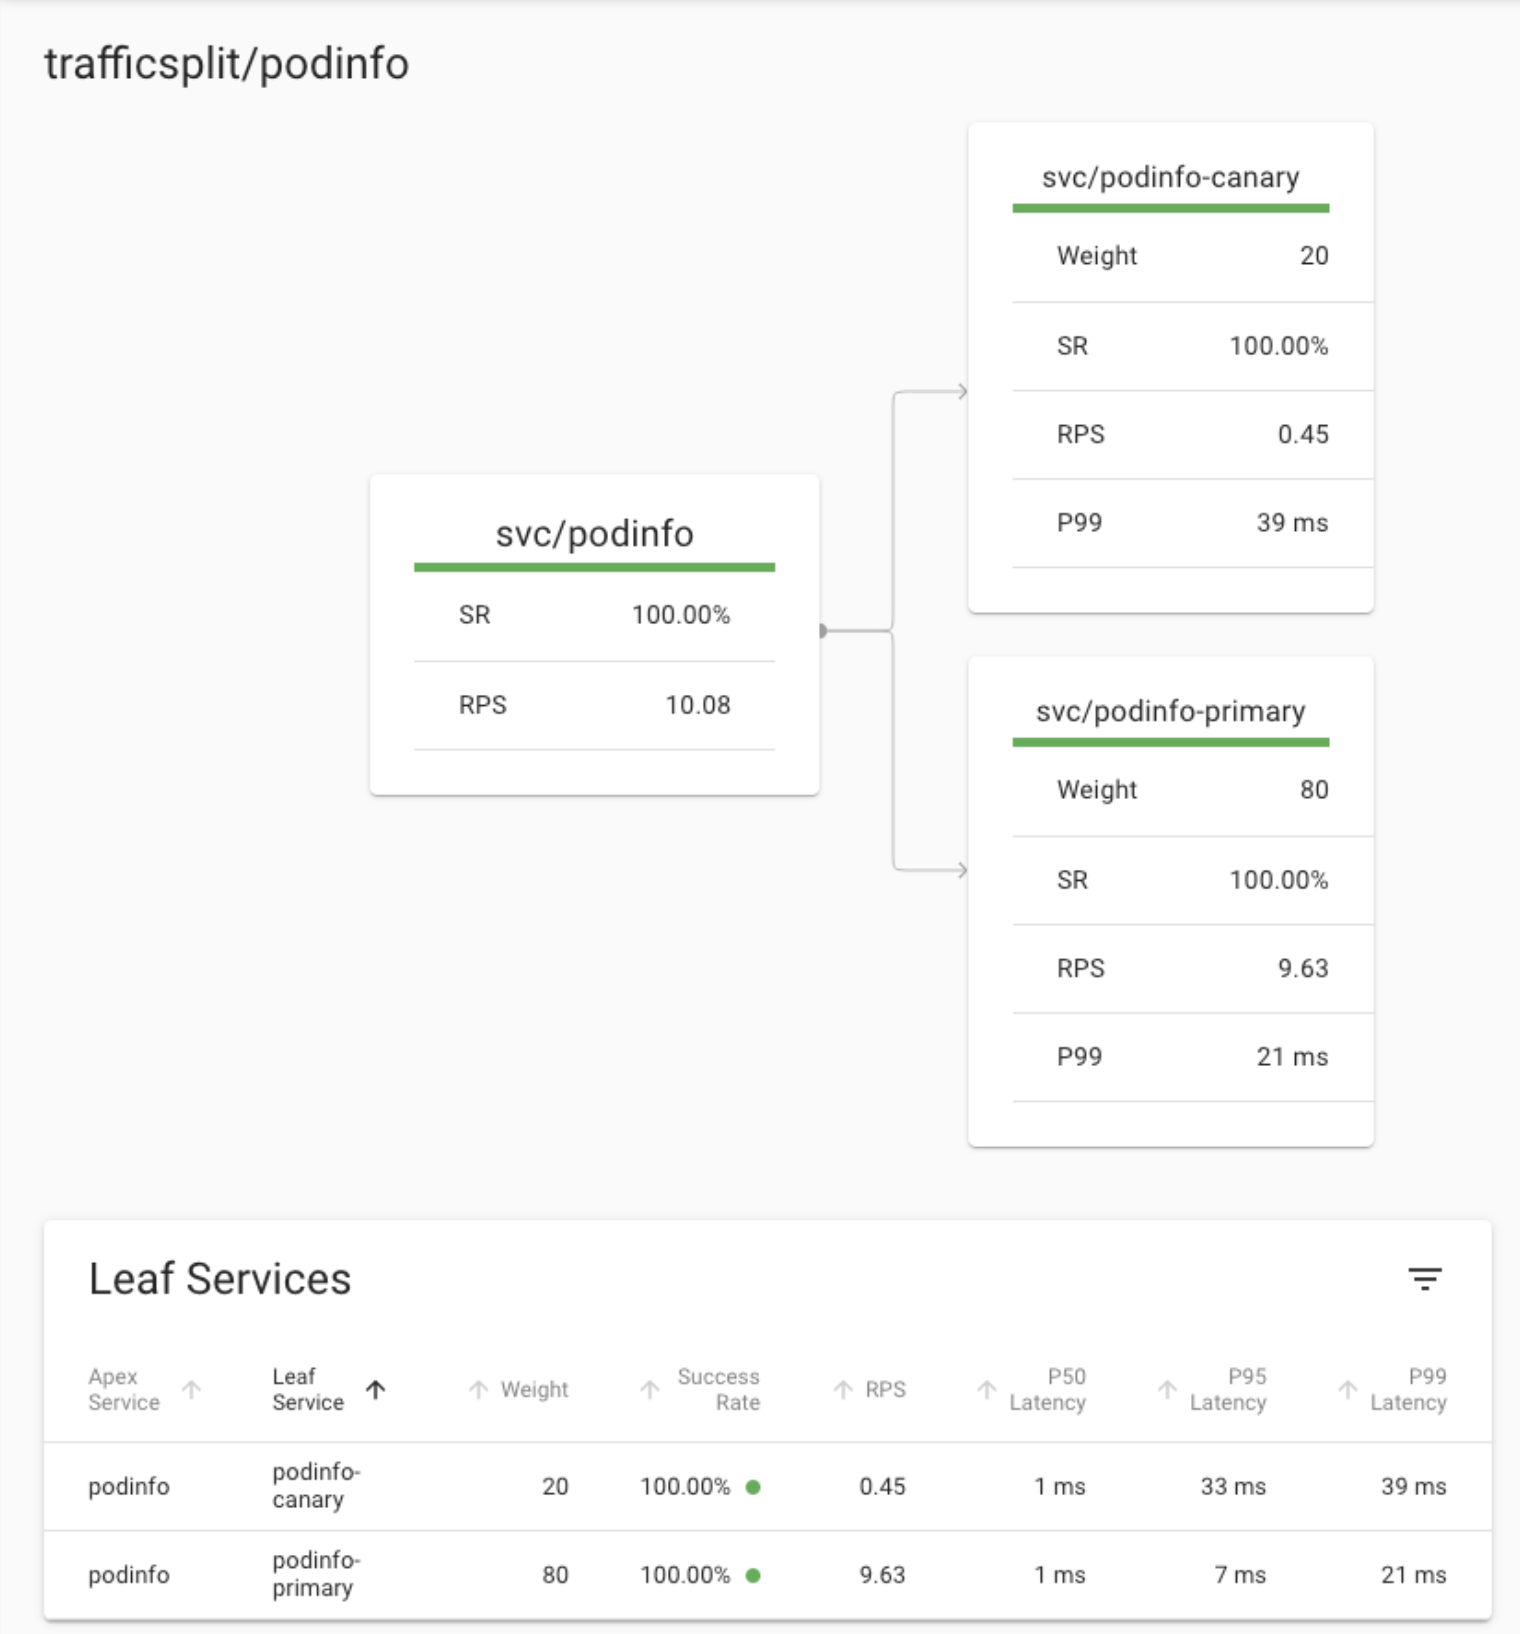 trafficsplit/podinfo
svc/podinfo-canary
Weight 20
SR 100.00%
RPS 0.45
P99 39 ms
svc/podinfo
SR 100.00%
RPS 10.08
svc/podinfo-primary
Weight 80
SR 100.00%
RPS 9.63
P99 21 ms
Leaf Services
Apex Service Leaf Service Weight Success Rate RPS P50 Latency P95 Latency P99 Latency
podinfo podinfo-canary 20 100.00% 0.45 1 ms 33 ms 39 ms
podinfo podinfo-primary 80 100.00% 9.63 1 ms 7 ms 21 ms